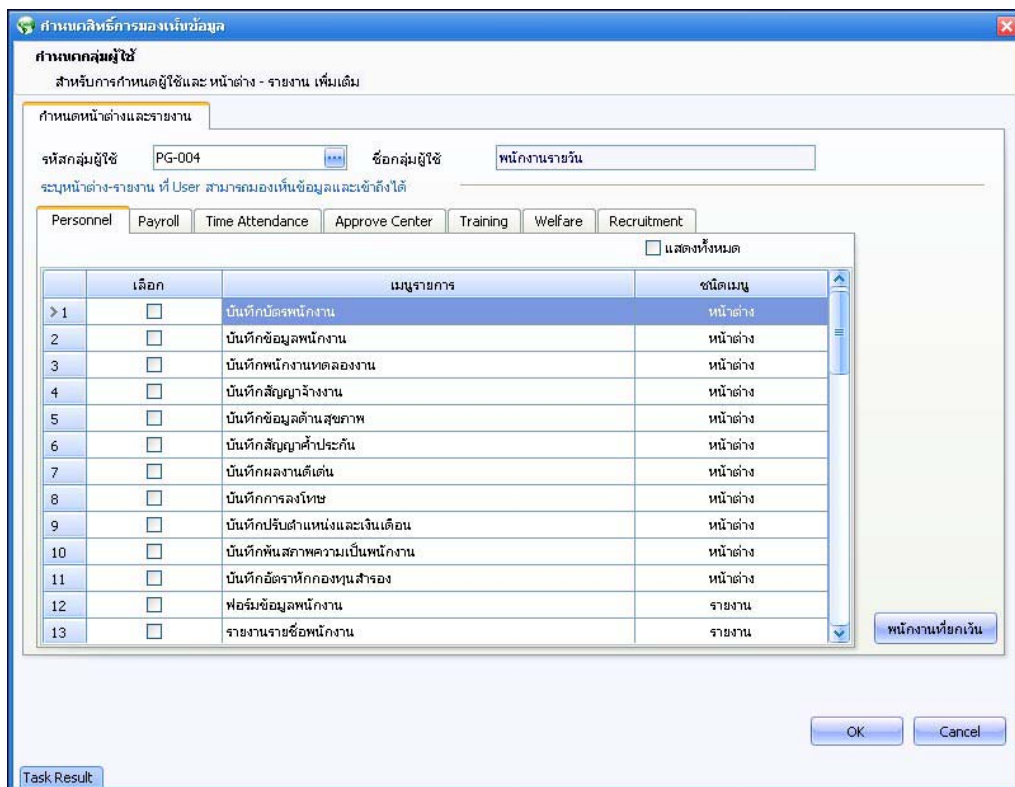 กำหนดสิทธิ์การมองเห็นข้อมูล
กำหนดกลุ่มผู้ใช้
สำหรับการกำหนดผู้ใช้และ หน้าต่าง - รายงาน เพิ่มเติม
กำหนดหน้าต่างและรายงาน
รหัสกลุ่มผู้ใช้ PG-004 ชื่อกลุ่มผู้ใช้ พนักงานรายวัน
ระบุหน้าต่าง-รายงาน ที่ User สามารถมองเห็นข้อมูลและเข้าถึงได้
Personnel Payroll Time Attendance Approve Center Training Welfare Recruitment
แสดงทั้งหมด
เลือก เมนูรายการ ชนิดเมนู
1 บันทึกบัตรพนักงาน หน้าต่าง
2 บันทึกข้อมูลพนักงาน หน้าต่าง
3 บันทึกพนักงานทดลองงาน หน้าต่าง
4 บันทึกสัญญาจ้างงาน หน้าต่าง
5 บันทึกข้อมูลด้านสุขภาพ หน้าต่าง
6 บันทึกสัญญาค้ำประกัน หน้าต่าง
7 บันทึกผลงานดีเด่น หน้าต่าง
8 บันทึกการลงโทษ หน้าต่าง
9 บันทึกปรับตำแหน่งและเงินเดือน หน้าต่าง
10 บันทึกพ้นสภาพความเป็นพนักงาน หน้าต่าง
11 บันทึกอัตราหักกองทุนสำรอง หน้าต่าง
12 ฟอร์มข้อมูลพนักงาน รายงาน
13 รายงานรายชื่อพนักงาน รายงาน
พนักงานที่ยกเว้น
OK Cancel
Task Result